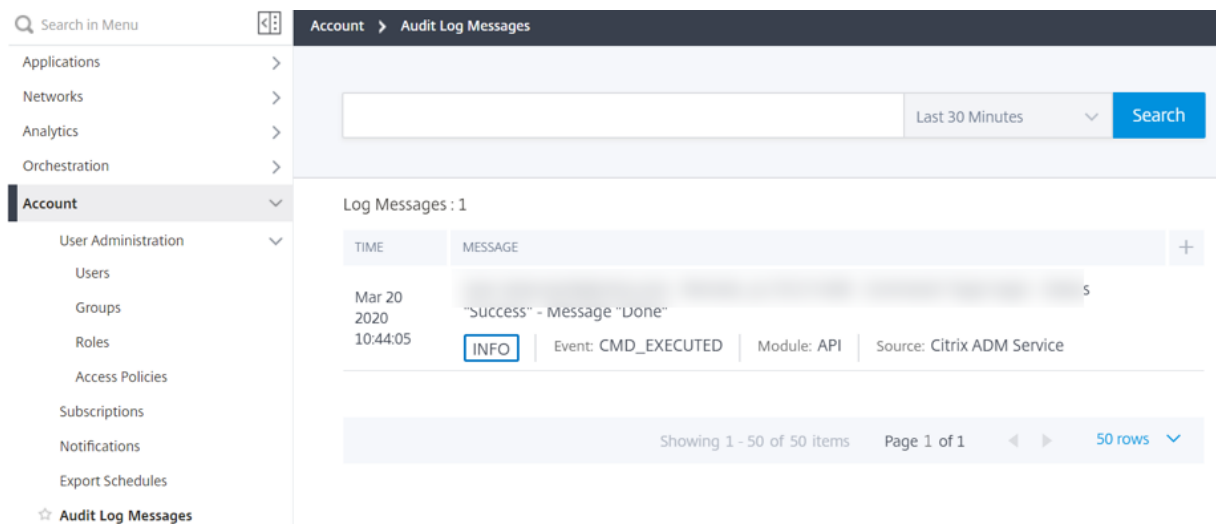 Search in Menu
Applications
Networks
Analytics
Orchestration
Account
User Administration
Users
Groups
Roles
Access Policies
Subscriptions
Notifications
Export Schedules
Audit Log Messages
Account > Audit Log Messages
Last 30 Minutes
Search
Log Messages : 1
TIME
MESSAGE
+
Mar 20
2020
10:44:05
s
"Success" - Message "Done"
INFO
Event: CMD_EXECUTED
Module: API
Source: Citrix ADM Service
Showing 1 - 50 of 50 items
Page 1 of 1
50 rows